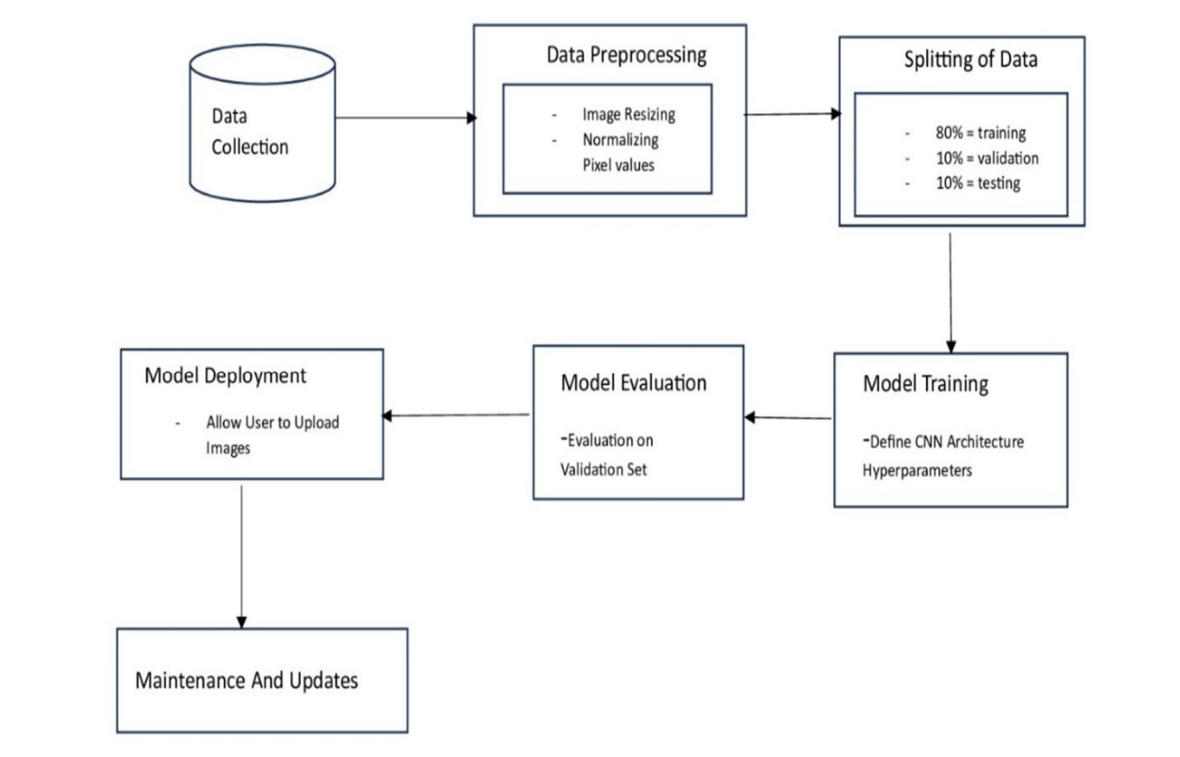 Data
Collection
Data Preprocessing
- Image Resizing
- Normalizing
Pixel values
Splitting of Data
- 80% = training
- 10% = validation
- 10% = testing
Model Deployment
- Allow User to Upload
Images
Model Evaluation
-Evaluation on
Validation Set
Model Training
-Define CNN Architecture
Hyperparameters
Maintenance And Updates